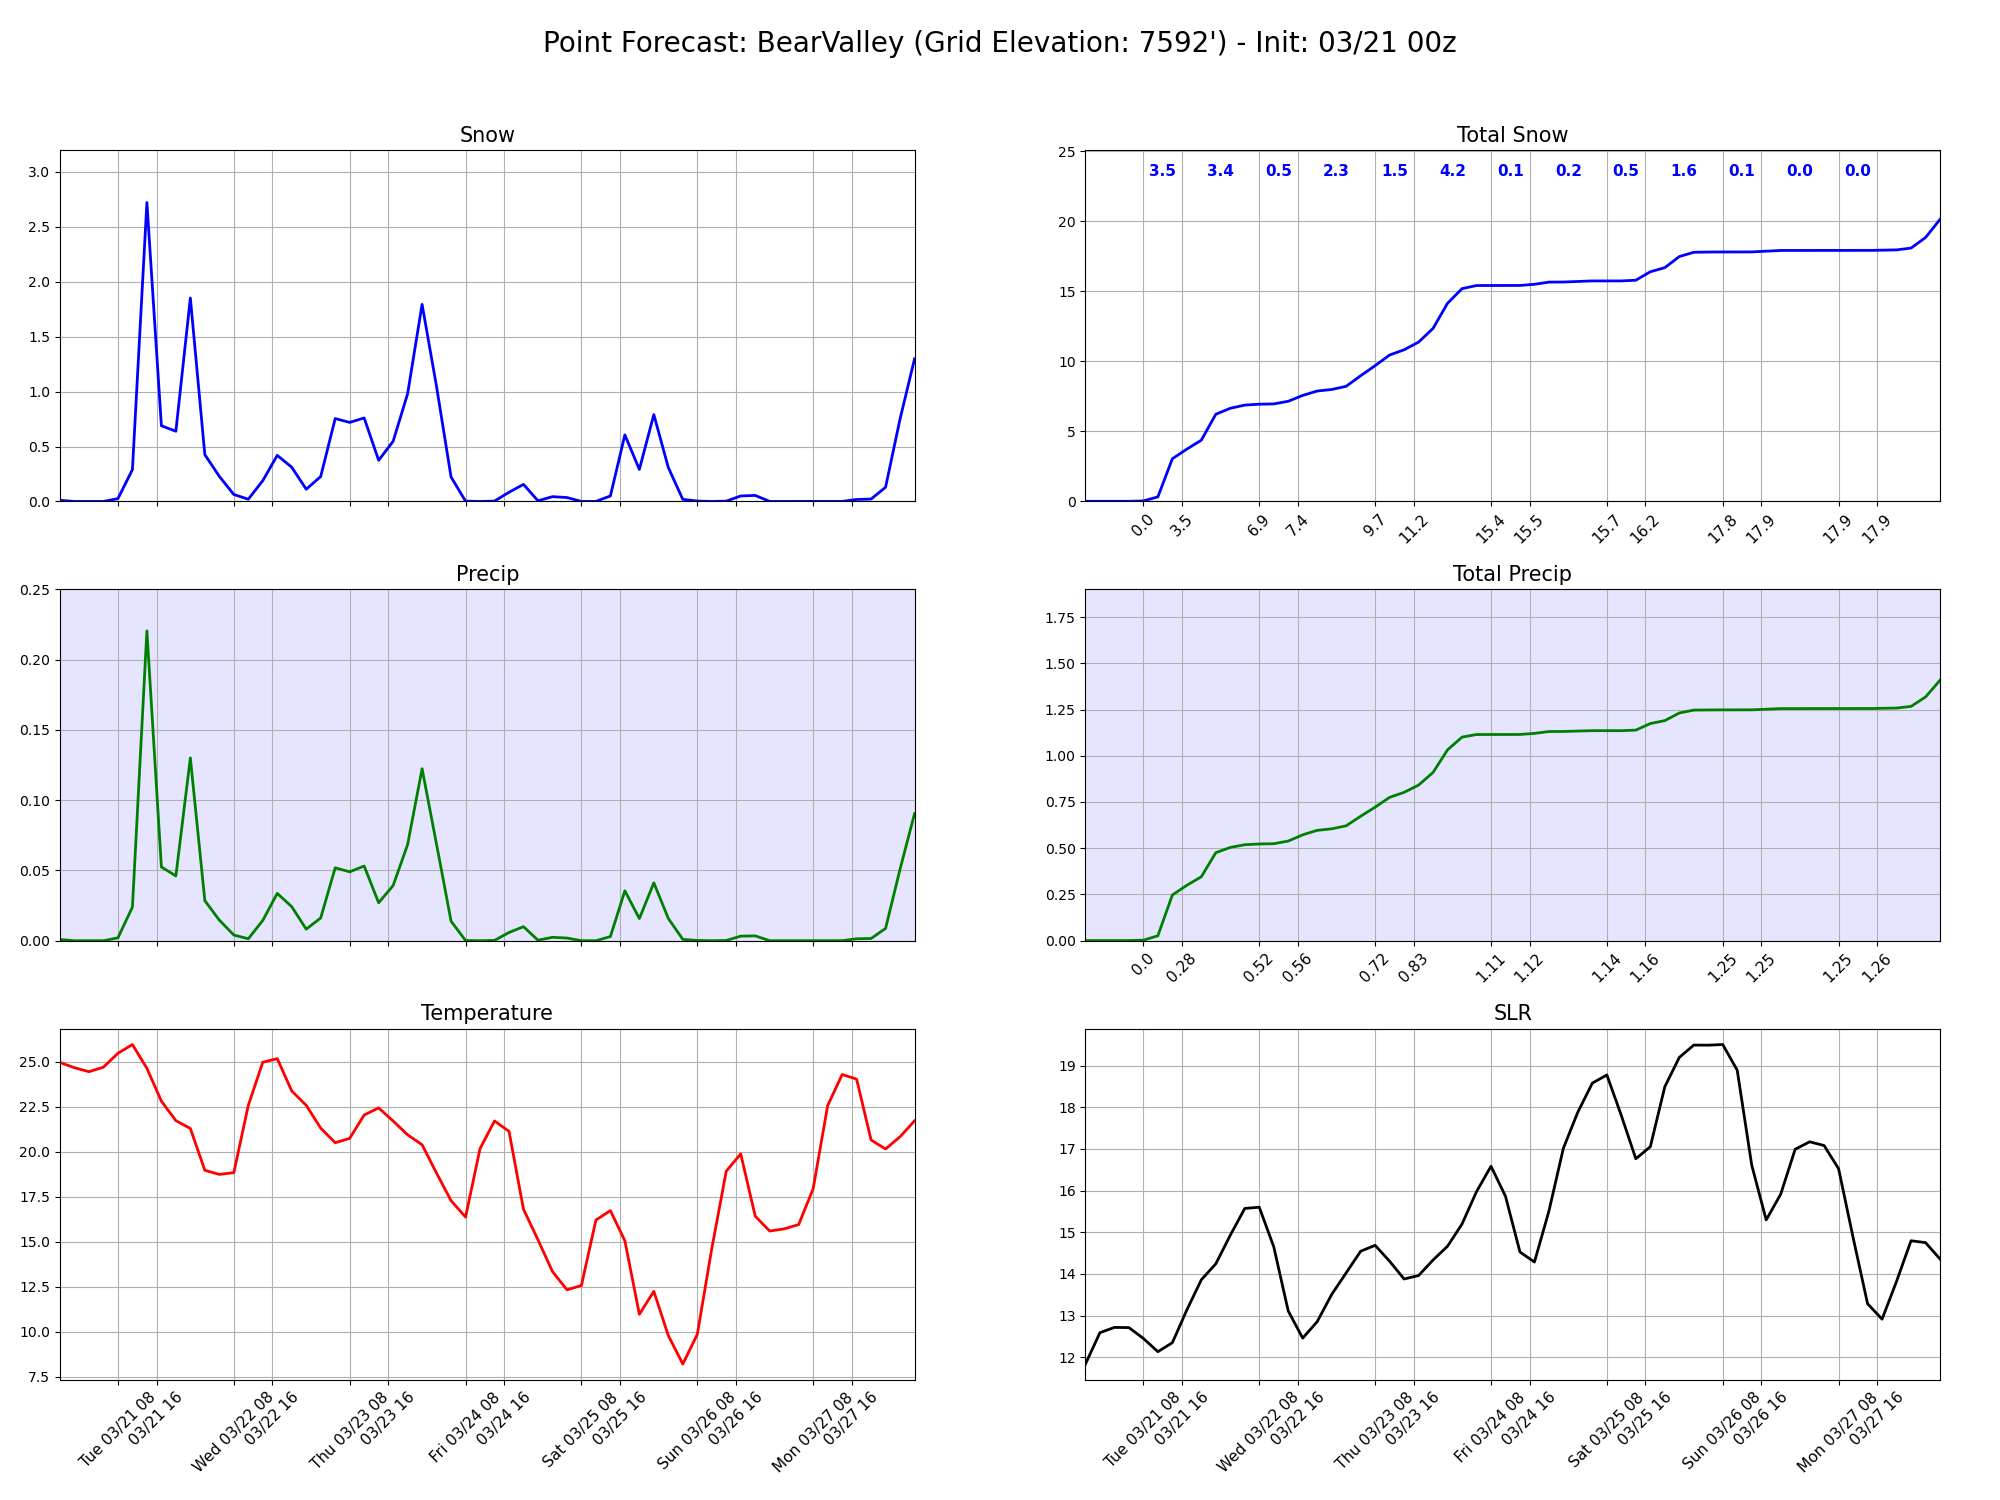 Point Forecast: BearValley (Grid Elevation: 7592') - Init: 03/21 00z
Snow
3.0
2.5
2.0
1.5
1.0
0.5
0.0
Total Snow
25
20
15
10
5
0
3.5 3.4 0.5 2.3 1.5 4.2 0.1 0.2 0.5 1.6 0.1 0.0 0.0
0.0 3.5 6.9 7.4 9.7 11.2 15.4 15.5 15.7 16.2 17.8 17.9 17.9 17.9
Precip
0.25
0.20
0.15
0.10
0.05
0.00
Total Precip
1.75
1.50
1.25
1.00
0.75
0.50
0.25
0.00
0.0 0.28 0.52 0.56 0.72 0.83 1.11 1.12 1.14 1.16 1.25 1.25 1.25 1.26
Temperature
25.0
22.5
20.0
17.5
15.0
12.5
10.0
7.5
Tue 03/21 08
03/21 16
Wed 03/22 08
03/22 16
Thu 03/23 08
03/23 16
Fri 03/24 08
03/24 16
Sat 03/25 08
03/25 16
Sun 03/26 08
03/26 16
Mon 03/27 08
03/27 16
SLR
19
18
17
16
15
14
13
12
Tue 03/21 08
03/21 16
Wed 03/22 08
03/22 16
Thu 03/23 08
03/23 16
Fri 03/24 08
03/24 16
Sat 03/25 08
03/25 16
Sun 03/26 08
03/26 16
Mon 03/27 08
03/27 16